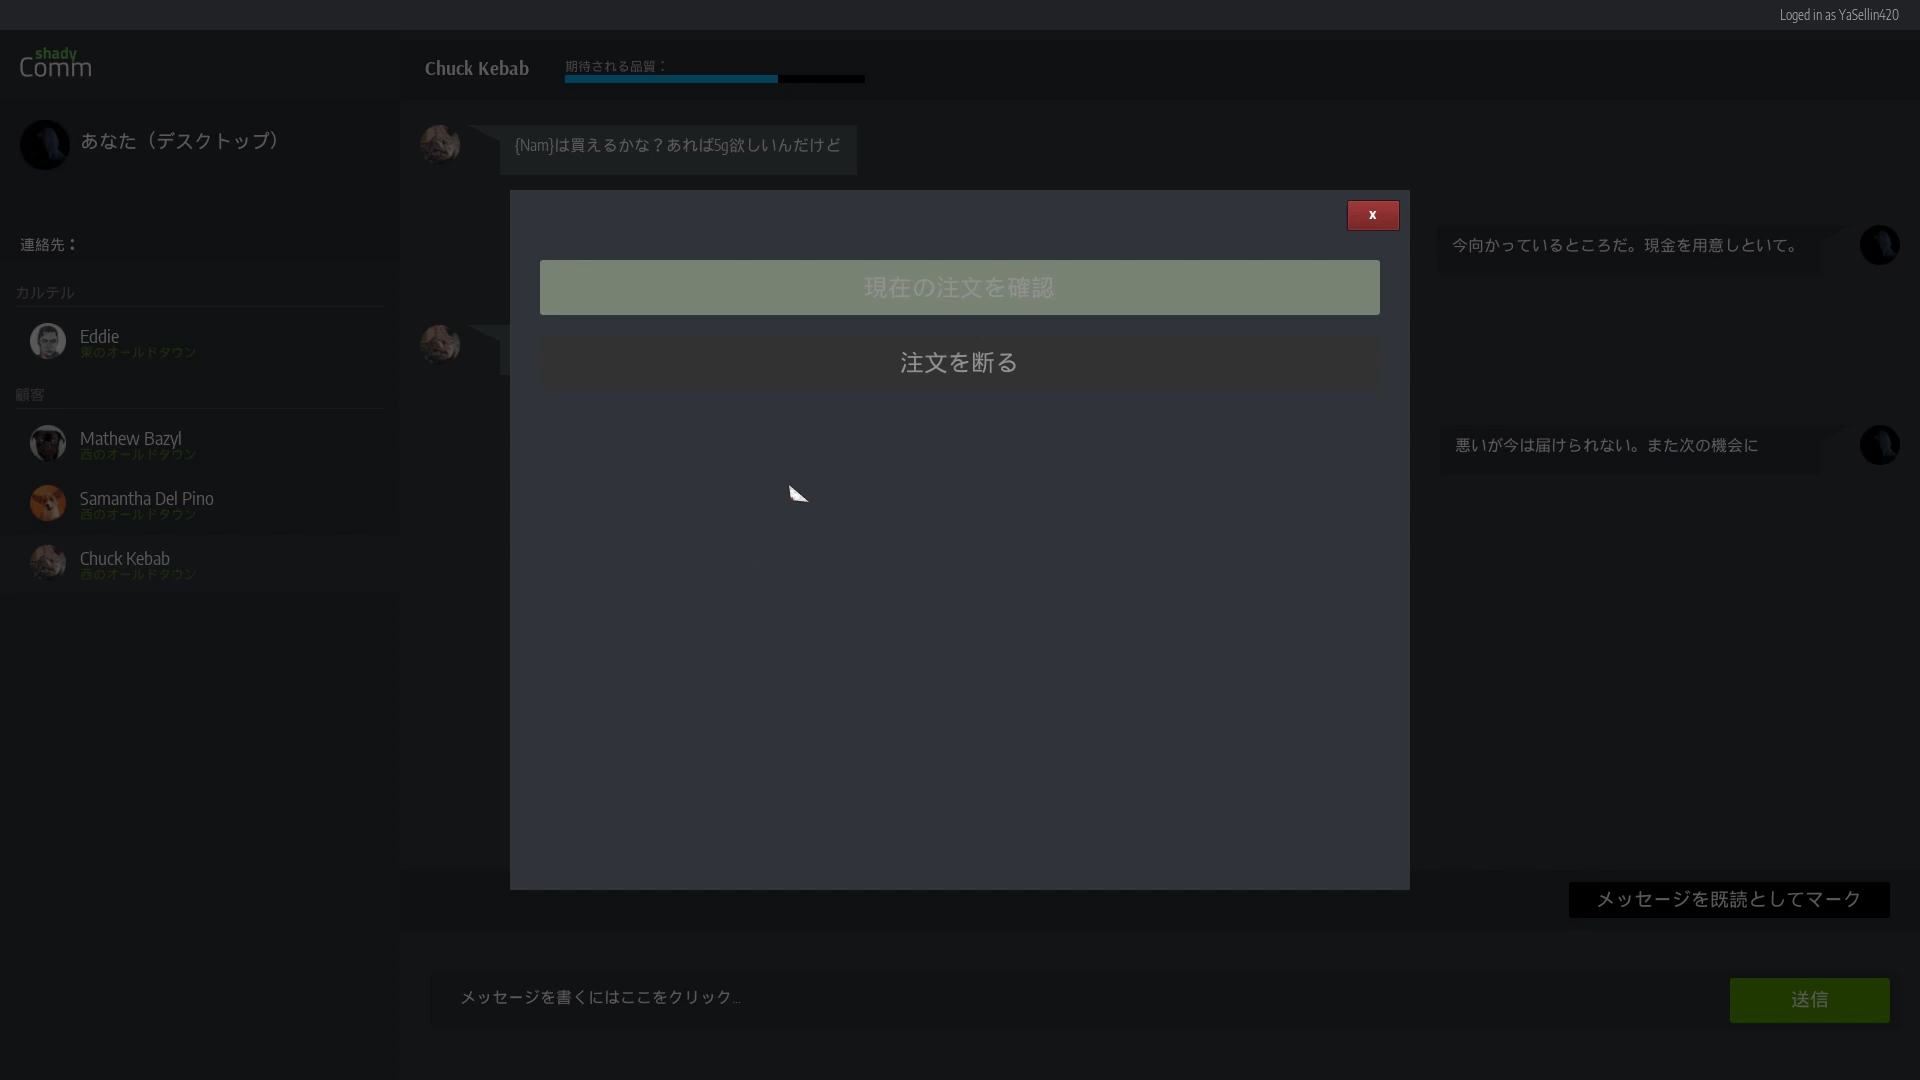 Loged in as YaSellin420
shady
Comm
Chuck Kebab
期待される品質：
あなた（デスクトップ）
{Nam}は買えるかな？あれば5g欲しいんだけど
x
連絡先：
今向かっているところだ。現金を用意しといて。
現在の注文を確認
カルテル
Eddie
東のオールドタウン
注文を断る
顧客
Mathew Bazyl
西のオールドタウン
悪いが今は届けられない。また次の機会に
Samantha Del Pino
西のオールドタウン
Chuck Kebab
西のオールドタウン
メッセージを既読としてマーク
メッセージを書くにはここをクリック...
送信